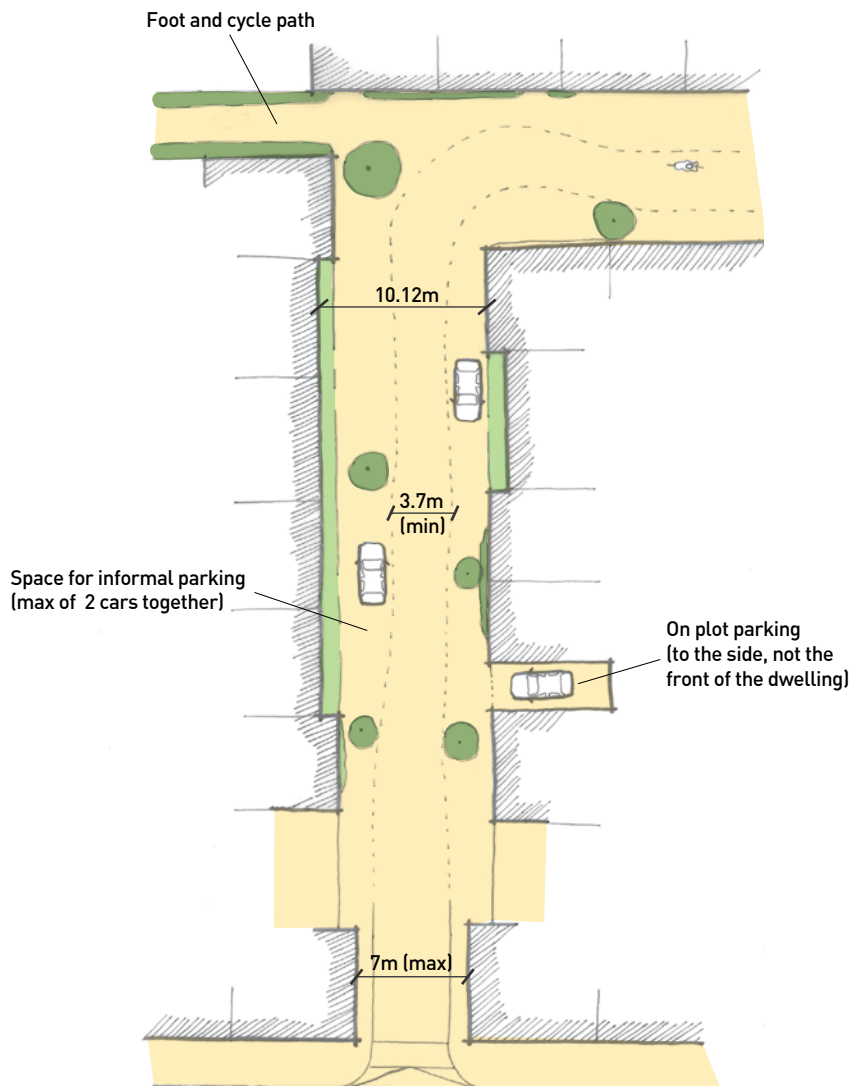 Foot and cycle path
10.12m
3.7m
(min)
Space for informal parking
(max of 2 cars together)
On plot parking
(to the side, not the
front of the dwelling)
7m (max)